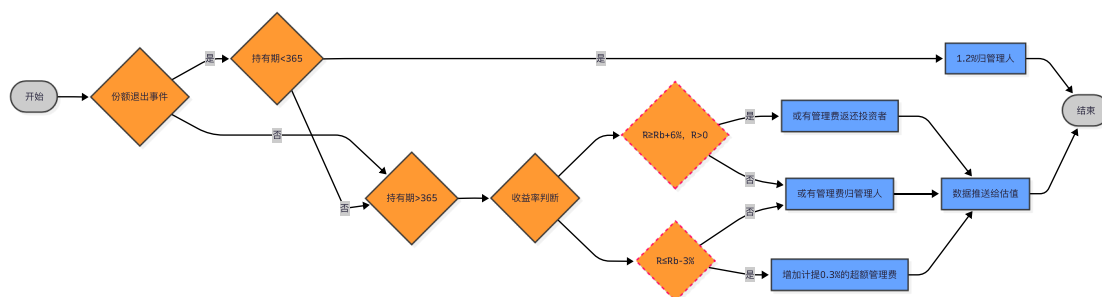 开始
份额退出事件
是
持有期<365
是
1.2%归管理人
结束
否
否
持有期>365
收益率判断
R≥Rb+6%, R>0
是
或有管理费返还投资者
否
或有管理费归管理人
数据推送给估值
R≤Rb-3%
否
是
增加计提0.3%的超额管理费